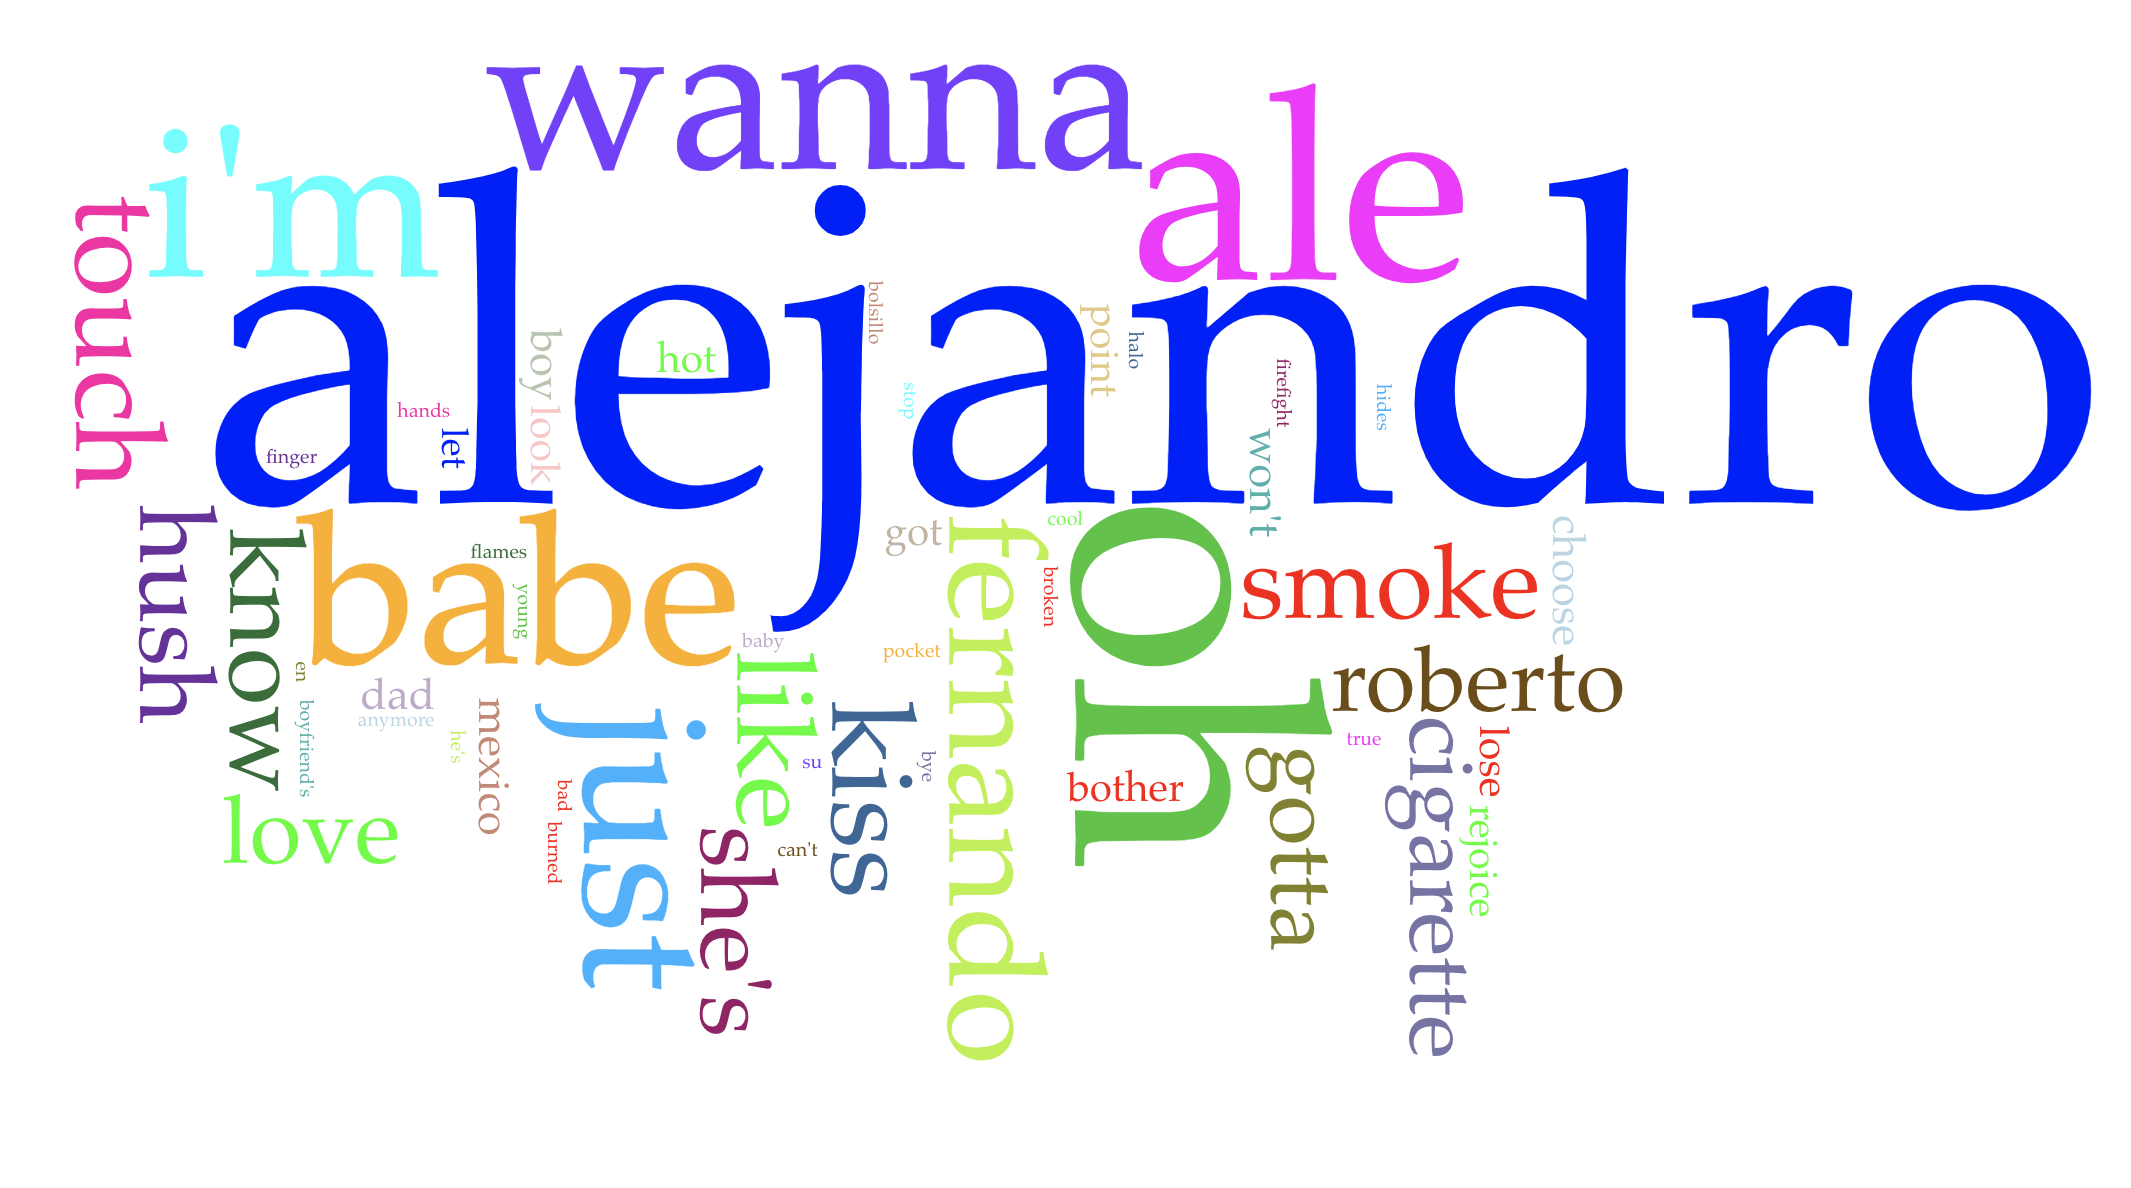 wanna
ale
i'm
alejandro
touch
bolsillo
point
halo
boy
hot
look
hands
let
finger
stop
firefight
hides
won't
hush
know
babe
flames
young
got
cool
fernando
oh
broken
smoke
choose
baby
pocket
en
dad
anymore
boyfriend's
he's
mexico
just
like
kiss
su
bye
roberto
true
cigarette
lose
rejoice
gotta
bother
bad
burned
love
she's
can't